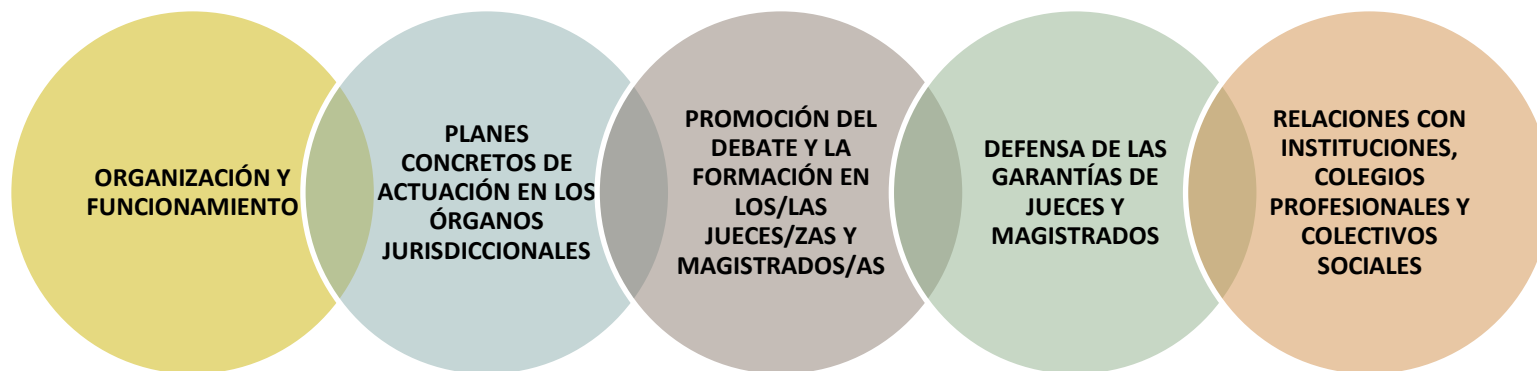 ORGANIZACIÓN Y
FUNCIONAMIENTO
PLANES
CONCRETOS DE
ACTUACIÓN EN LOS
ÓRGANOS
JURISDICCIONALES
PROMOCIÓN DEL
DEBATE Y LA
FORMACIÓN EN
LOS/LAS
JUECES/ZAS Y
MAGISTRADOS/AS
DEFENSA DE LAS
GARANTÍAS DE
JUECES Y
MAGISTRADOS
RELACIONES CON
INSTITUCIONES,
COLEGIOS
PROFESIONALES Y
COLECTIVOS
SOCIALES